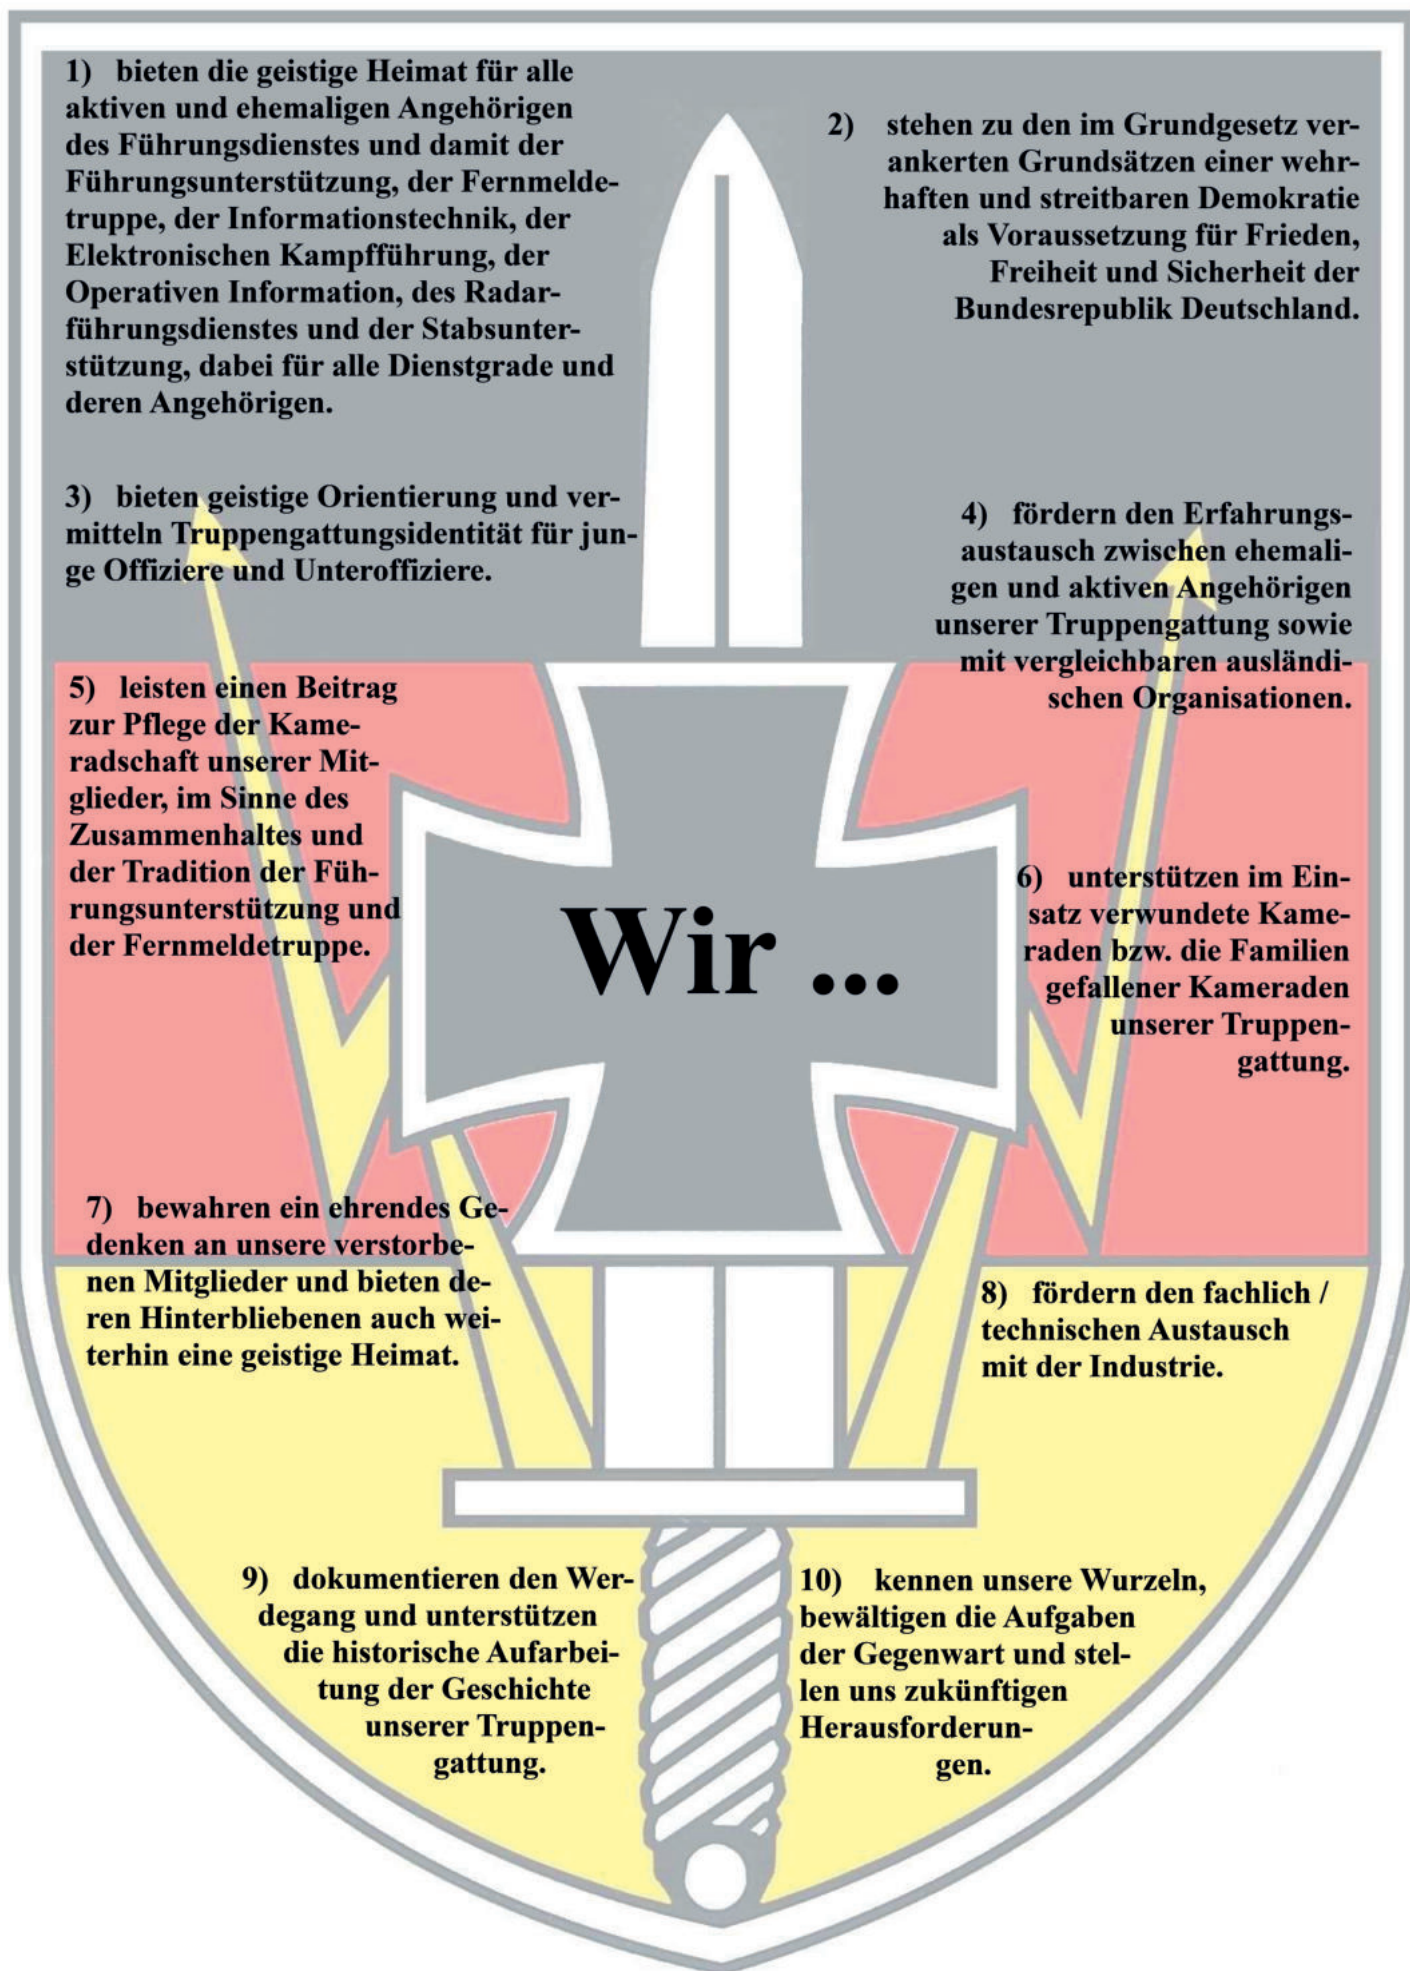 Wir ...
1) bieten die geistige Heimat für alle
aktiven und ehemaligen Angehörigen
des Führungsdienstes und damit der
Führungsunterstützung, der Fernmelde-
truppe, der Informationstechnik, der
Elektronischen Kampfführung, der
Operativen Information, des Radar-
führungsdienstes und der Stabsunter-
stützung, dabei für alle Dienstgrade und
deren Angehörigen.
2) stehen zu den im Grundgesetz ver-
ankerten Grundsätzen einer wehr-
haften und streitbaren Demokratie
als Voraussetzung für Frieden,
Freiheit und Sicherheit der
Bundesrepublik Deutschland.
3) bieten geistige Orientierung und ver-
mitteln Truppengattungsidentität für jun-
ge Offiziere und Unteroffiziere.
4) fördern den Erfahrungs-
austausch zwischen ehemali-
gen und aktiven Angehörigen
unserer Truppengattung sowie
mit vergleichbaren ausländi-
schen Organisationen.
5) leisten einen Beitrag
zur Pflege der Kame-
radschaft unserer Mit-
glieder, im Sinne des
Zusammenhaltes und
der Tradition der Füh-
rungsunterstützung und
der Fernmeldetruppe.
6) unterstützen im Ein-
satz verwundete Kame-
raden bzw. die Familien
gefallener Kameraden
unserer Truppen-
gattung.
7) bewahren ein ehrendes Ge-
denken an unsere verstorbe-
nen Mitglieder und bieten de-
ren Hinterbliebenen auch wei-
terhin eine geistige Heimat.
8) fördern den fachlich /
technischen Austausch
mit der Industrie.
9) dokumentieren den Wer-
degang und unterstützen
die historische Aufarbei-
tung der Geschichte
unserer Truppen-
gattung.
10) kennen unsere Wurzeln,
bewältigen die Aufgaben
der Gegenwart und stel-
len uns zukünftigen
Herausforderun-
gen.